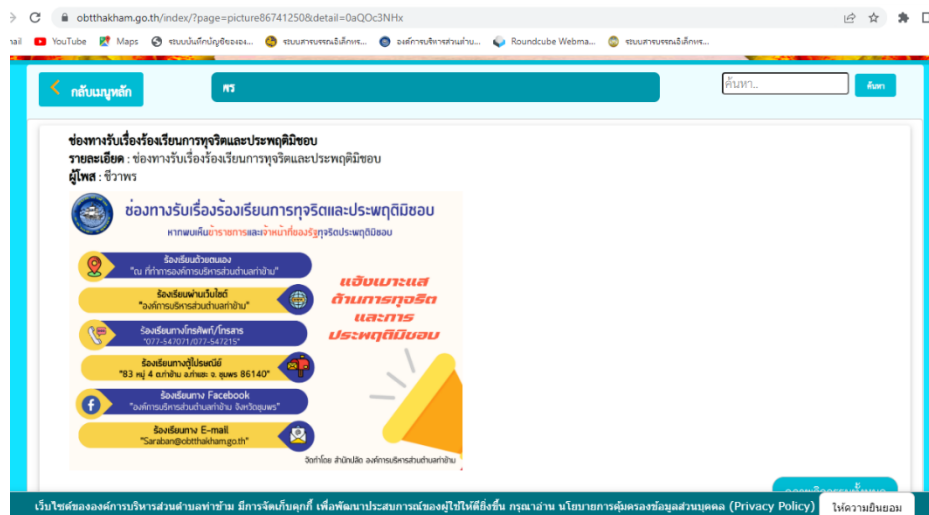 obtthakham.go.th/index/?page=picture86741250&detail=0aQOc3NHx
ail YouTube Maps Roundcube Webma...
กลับเมนูหลัก
ศร
ค้นหา..
ค้นหา
ช่องทางรับเรื่องร้องเรียนการทุจริตและประพฤติมิชอบ
รายละเอียด : ช่องทางรับเรื่องร้องเรียนการทุจริตและประพฤติมิชอบ
ผู้โพส : ชีวาพร
ช่องทางรับเรื่องร้องเรียนการทุจริตและประพฤติมิชอบ
หากพบเห็นข้าราชการและเจ้าหน้าที่ของรัฐทุจริตประพฤติมิชอบ
ร้องเรียนด้วยตนเอง
"ณ ที่ทำการองค์การบริหารส่วนตำบลท่าข้าม"
ร้องเรียนผ่านเว็บไซต์
"องค์การบริหารส่วนตำบลท่าข้าม"
ร้องเรียนทางโทรศัพท์/โทรสาร
"077-547071/077-547215"
ร้องเรียนทางตู้ไปรษณีย์
"83 หมู่ 4 ต.ท่าข้าม อ.ท่าแซะ จ. ชุมพร 86140"
ร้องเรียนทาง Facebook
"องค์การบริหารส่วนตำบลท่าข้าม จังหวัดชุมพร"
ร้องเรียนทาง E-mail
"Saraban@obtthakham.go.th"
แจ้งเบาะแส
ด้านการทุจริต
และการ
ประพฤติมิชอบ
จัดทำโดย สำนักปลัด องค์การบริหารส่วนตำบลท่าข้าม
เว็บไซต์ขององค์การบริหารส่วนตำบลท่าข้าม มีการจัดเก็บคุกกี้ เพื่อพัฒนาประสบการณ์ของผู้ใช้ให้ดียิ่งขึ้น กรุณาอ่าน นโยบายการคุ้มครองข้อมูลส่วนบุคคล (Privacy Policy)
ให้ความยินยอม